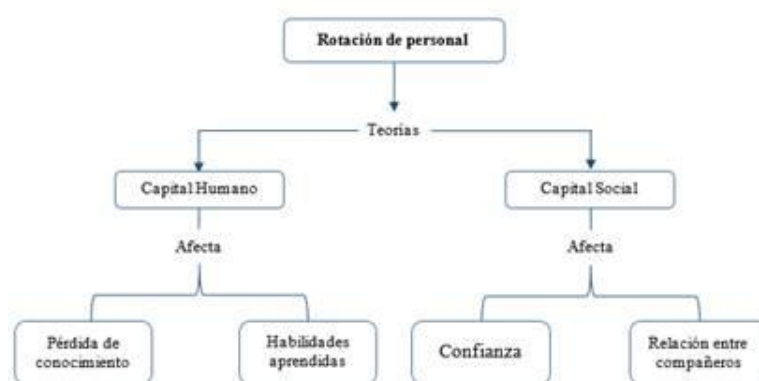 Rotación de personal
Teorías
Capital Humano
Capital Social
Afecta
Afecta
Pérdida de
conocimiento
Habilidades
aprendidas
Confianza
Relación entre
compañeros